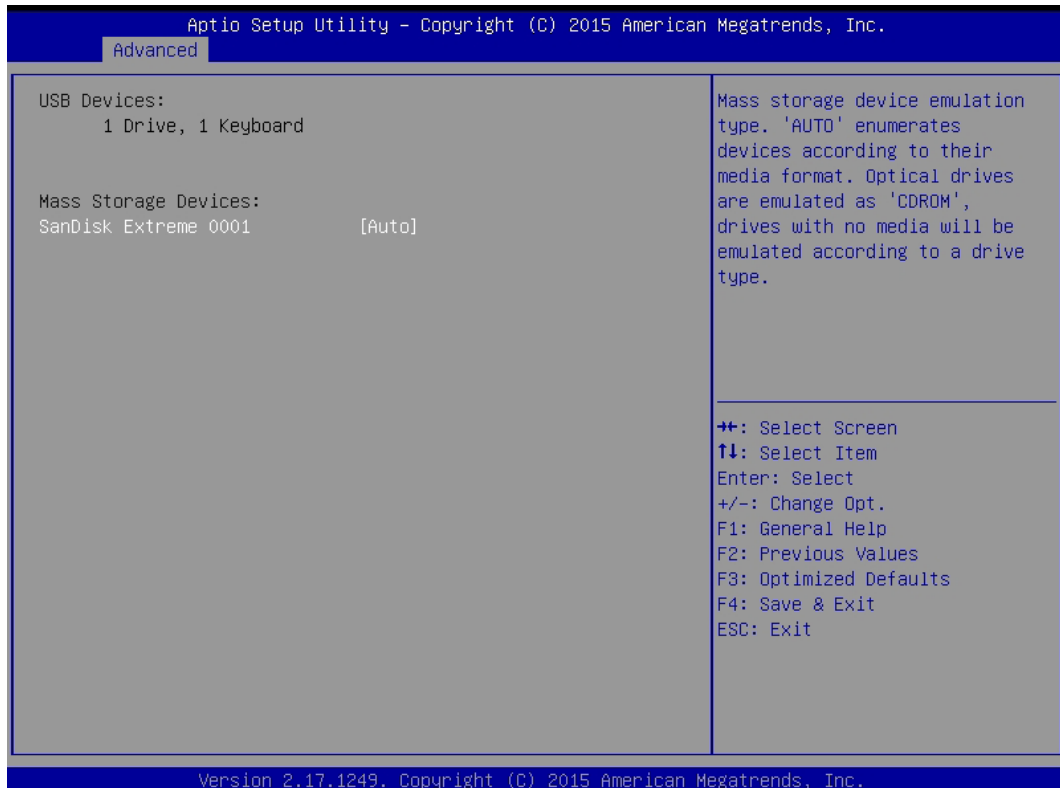 Aptio Setup Utility – Copyright (C) 2015 American Megatrends, Inc.
Advanced
USB Devices:
1 Drive, 1 Keyboard
Mass Storage Devices:
SanDisk Extreme 0001 [Auto]
Mass storage device emulation
type. 'AUTO' enumerates
devices according to their
media format. Optical drives
are emulated as 'CDROM',
drives with no media will be
emulated according to a drive
type.
→←: Select Screen
↑↓: Select Item
Enter: Select
+/-: Change Opt.
F1: General Help
F2: Previous Values
F3: Optimized Defaults
F4: Save & Exit
ESC: Exit
Version 2.17.1249. Copyright (C) 2015 American Megatrends, Inc.